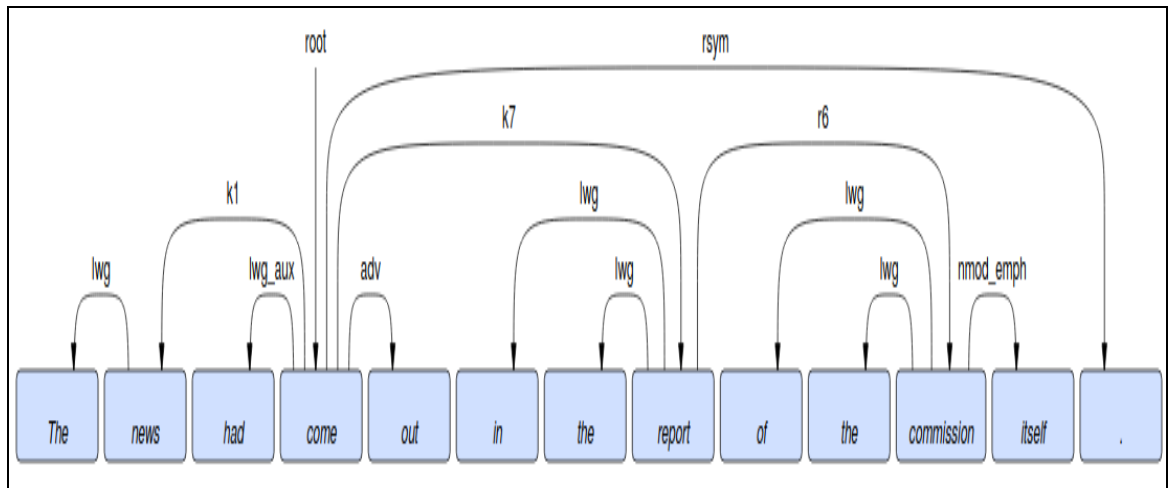 root rsym
k7 r6
k1 lwg lwg
lwg lwg_aux adv lwg lwg nmod_emph
The news had come out in the report of the commission itself .